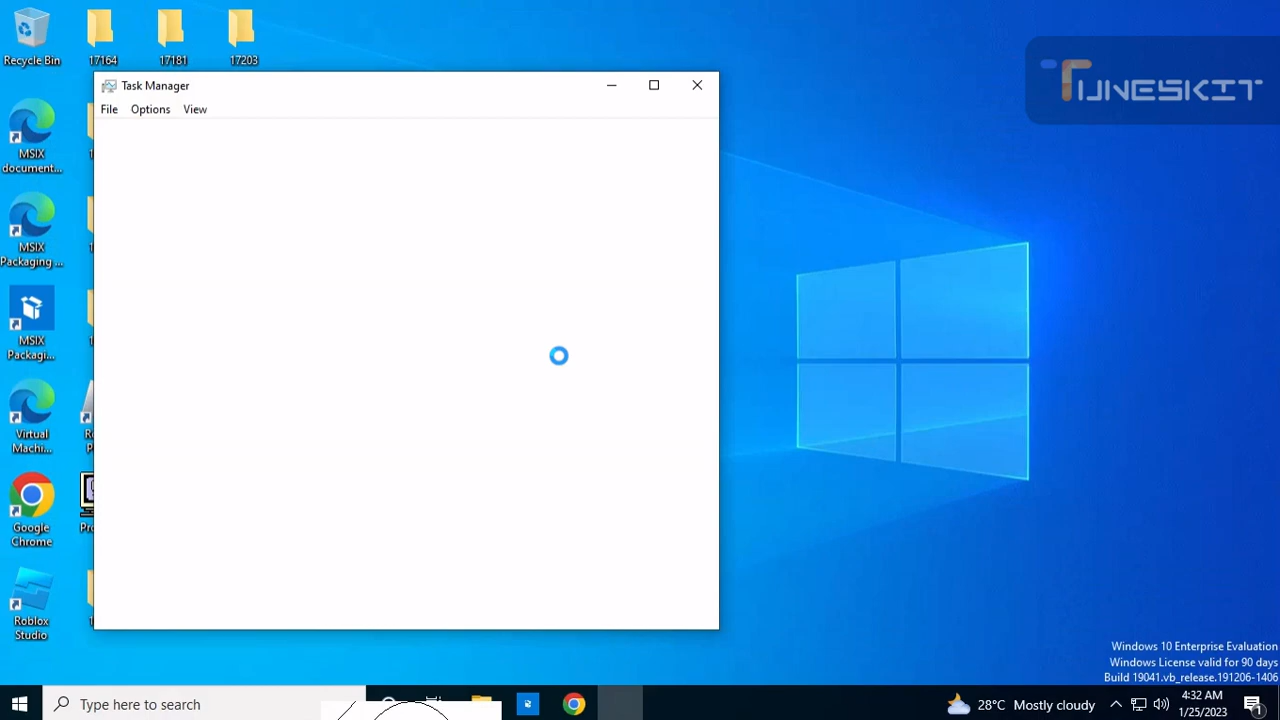 Recycle Bin
17164
17181
17203
TUNESKIT
Task Manager
File Options View
MSIX
document...
MSIX
Packaging ...
MSIX
Packagi...
Virtual
Machi...
Google
Chrome
Roblox
Studio
Windows 10 Enterprise Evaluation
Windows License valid for 90 days
Build 19041.vb_release.191206-1406
Type here to search
28°C Mostly cloudy
4:32 AM
1/25/2023
1